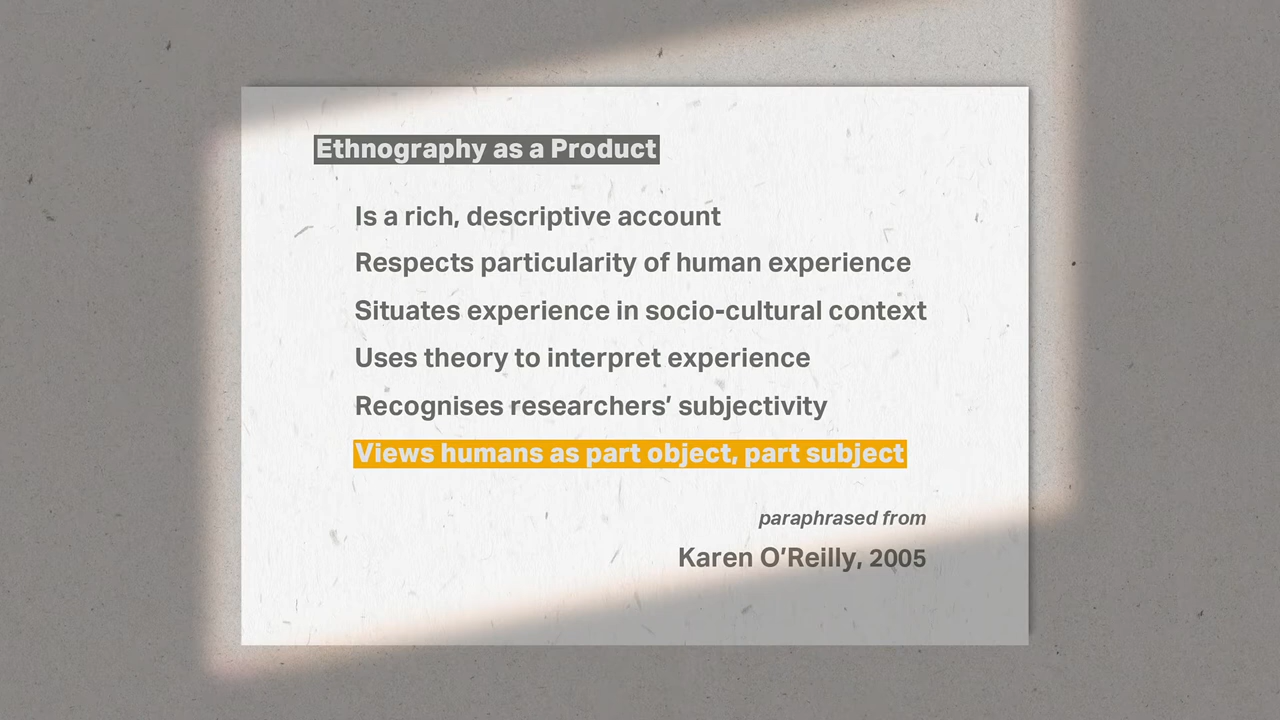 Ethnography as a Product
Is a rich, descriptive account
Respects particularity of human experience
Situates experience in socio-cultural context
Uses theory to interpret experience
Recognises researchers’ subjectivity
Views humans as part object, part subject
paraphrased from
Karen O’Reilly, 2005